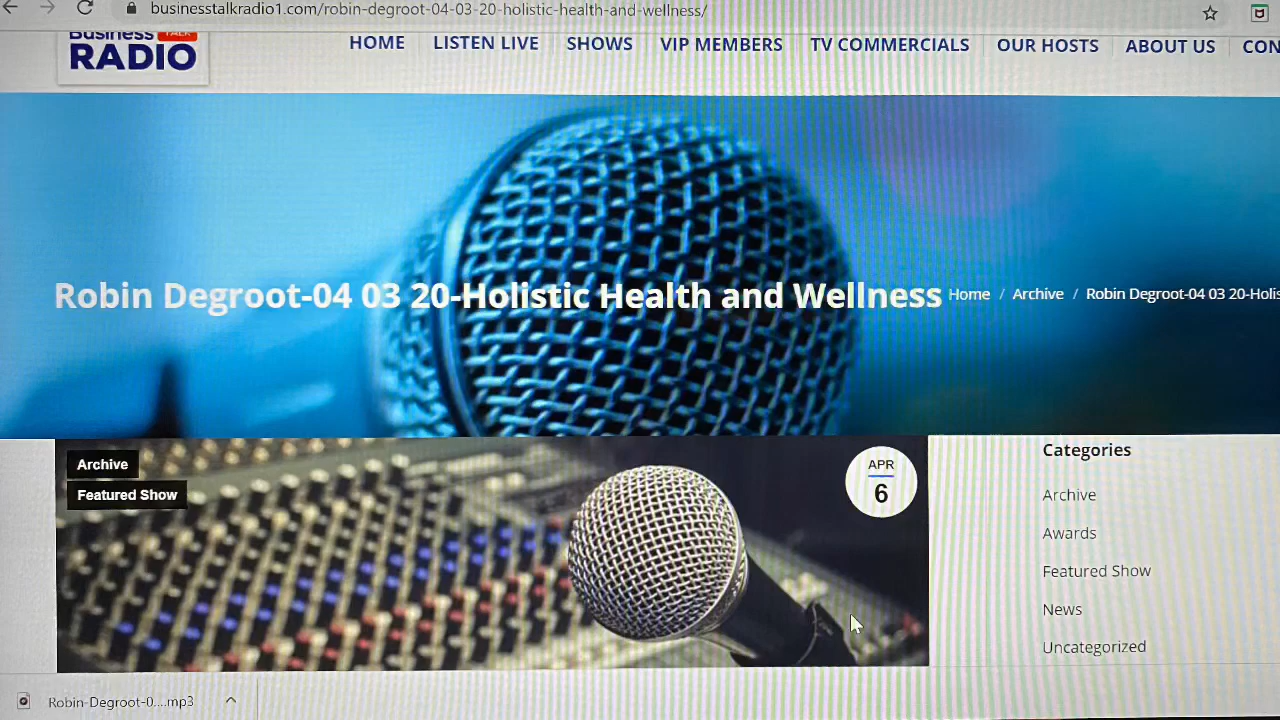 businesstalkradio1.com/robin-degroot-04-03-20-holistic-health-and-wellness/
Business TALK
RADIO
HOME LISTEN LIVE SHOWS VIP MEMBERS TV COMMERCIALS OUR HOSTS ABOUT US CON
Robin Degroot-04 03 20-Holistic Health and Wellness
Home / Archive / Robin Degroot-04 03 20-Holis
Archive
Featured Show
APR
6
Categories
Archive
Awards
Featured Show
News
Uncategorized
Robin-Degroot-0....mp3